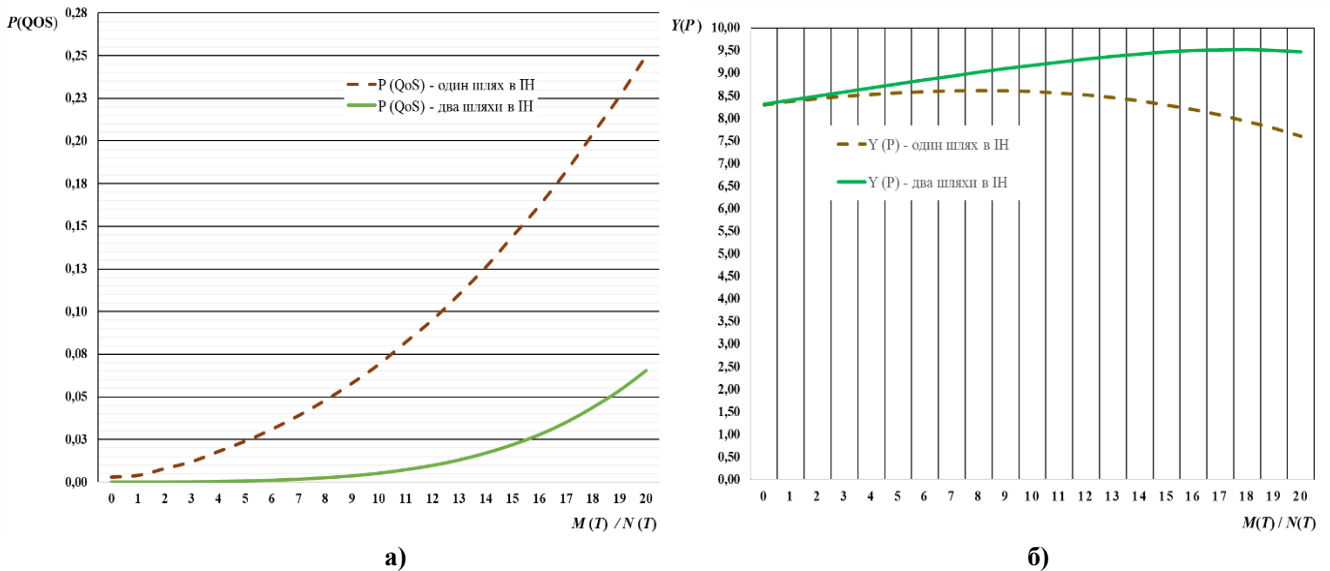 P(QOS)
0,28
0,25
0,23
0,20
0,18
0,15
0,13
0,10
0,08
0,05
0,03
0,00
P (QoS) - один шлях в ІН
P (QoS) - два шляхи в ІН
0 1 2 3 4 5 6 7 8 9 10 11 12 13 14 15 16 17 18 19 20
M (T) / N (T)
а)
Y(P)
10,00
9,50
9,00
8,50
8,00
7,50
7,00
6,50
6,00
5,50
5,00
4,50
4,00
3,50
3,00
2,50
2,00
1,50
1,00
0,50
0,00
Y (P) - один шлях в ІН
Y (P) - два шляхи в ІН
0 1 2 3 4 5 6 7 8 9 10 11 12 13 14 15 16 17 18 19 20
M(T) / N(T)
б)